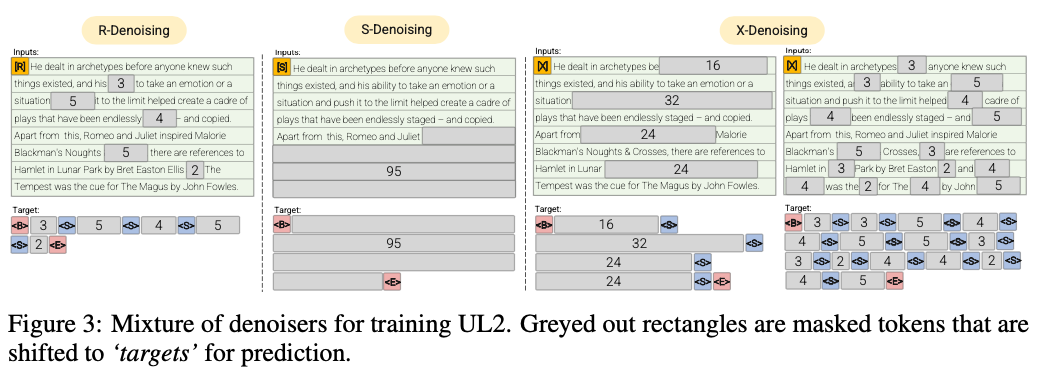 R-Denoising
Inputs:
[R] He dealt in archetypes before anyone knew such
things existed, and his 3 to take an emotion or a
situation 5 it to the limit helped create a cadre of
plays that have been endlessly 4 – and copied.
Apart from this, Romeo and Juliet inspired Malorie
Blackman's Noughts 5 there are references to
Hamlet in Lunar Park by Bret Easton Ellis 2 The
Tempest was the cue for The Magus by John Fowles.
Target:
<B> 3 <S> 5 <S> 4 <S> 5
<S> 2 <E>
S-Denoising
Inputs:
[S] He dealt in archetypes before anyone knew such
things existed, and his ability to take an emotion or a
situation and push it to the limit helped create a cadre of
plays that have been endlessly staged – and copied.
Apart from this, Romeo and Juliet
95
Target:
<B>
95
<E>
X-Denoising
Inputs:
[X] He dealt in archetypes be 16
things existed, and his ability to take an emotion or a
situation 32
plays that have been endlessly staged – and copied.
Apart from 24 Malorie
Blackman's Noughts & Crosses, there are references to
Hamlet in Lunar 24
Tempest was the cue for The Magus by John Fowles.
Target:
<B> 16 <S>
32 <S>
24 <S>
24 <S> <E>
Inputs:
[X] He dealt in archetypes 3 anyone knew such
things existed, a 3 ability to take an 5
situation and push it to the limit helped 4 cadre of
plays 4 been endlessly staged – and 5
Apart from this, Romeo and Juliet inspired Malorie
Blackman's 5 Crosses, 3 are references to
Hamlet in 3 Park by Bret Easton 2 and 4
4 was the 2 for The 4 by John 5
Target:
<B> 3 <S> 3 <S> 5 <S> 4 <S>
4 <S> 5 <S> 5 <S> 3 <S>
3 <S> 2 <S> 4 <S> 4 <S> 2 <S>
4 <S> 5 <E>
Figure 3: Mixture of denoisers for training UL2. Greyed out rectangles are masked tokens that are
shifted to ‘targets’ for prediction.